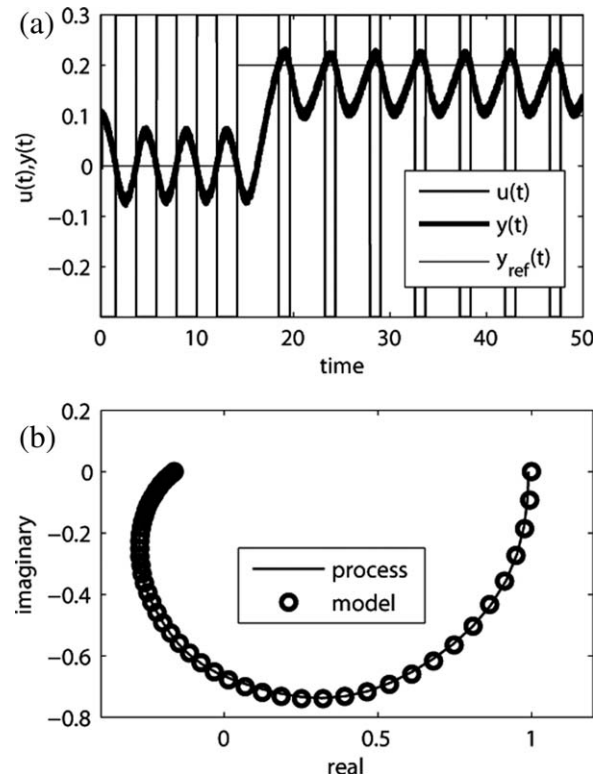 (a)
0.3
0.2
0.1
0
−0.1
−0.2
u(t),y(t)
u(t)
y(t)
y_ref(t)
0 10 20 30 40 50
time
(b)
0.2
0
−0.2
−0.4
−0.6
−0.8
imaginary
process
model
0 0.5 1
real